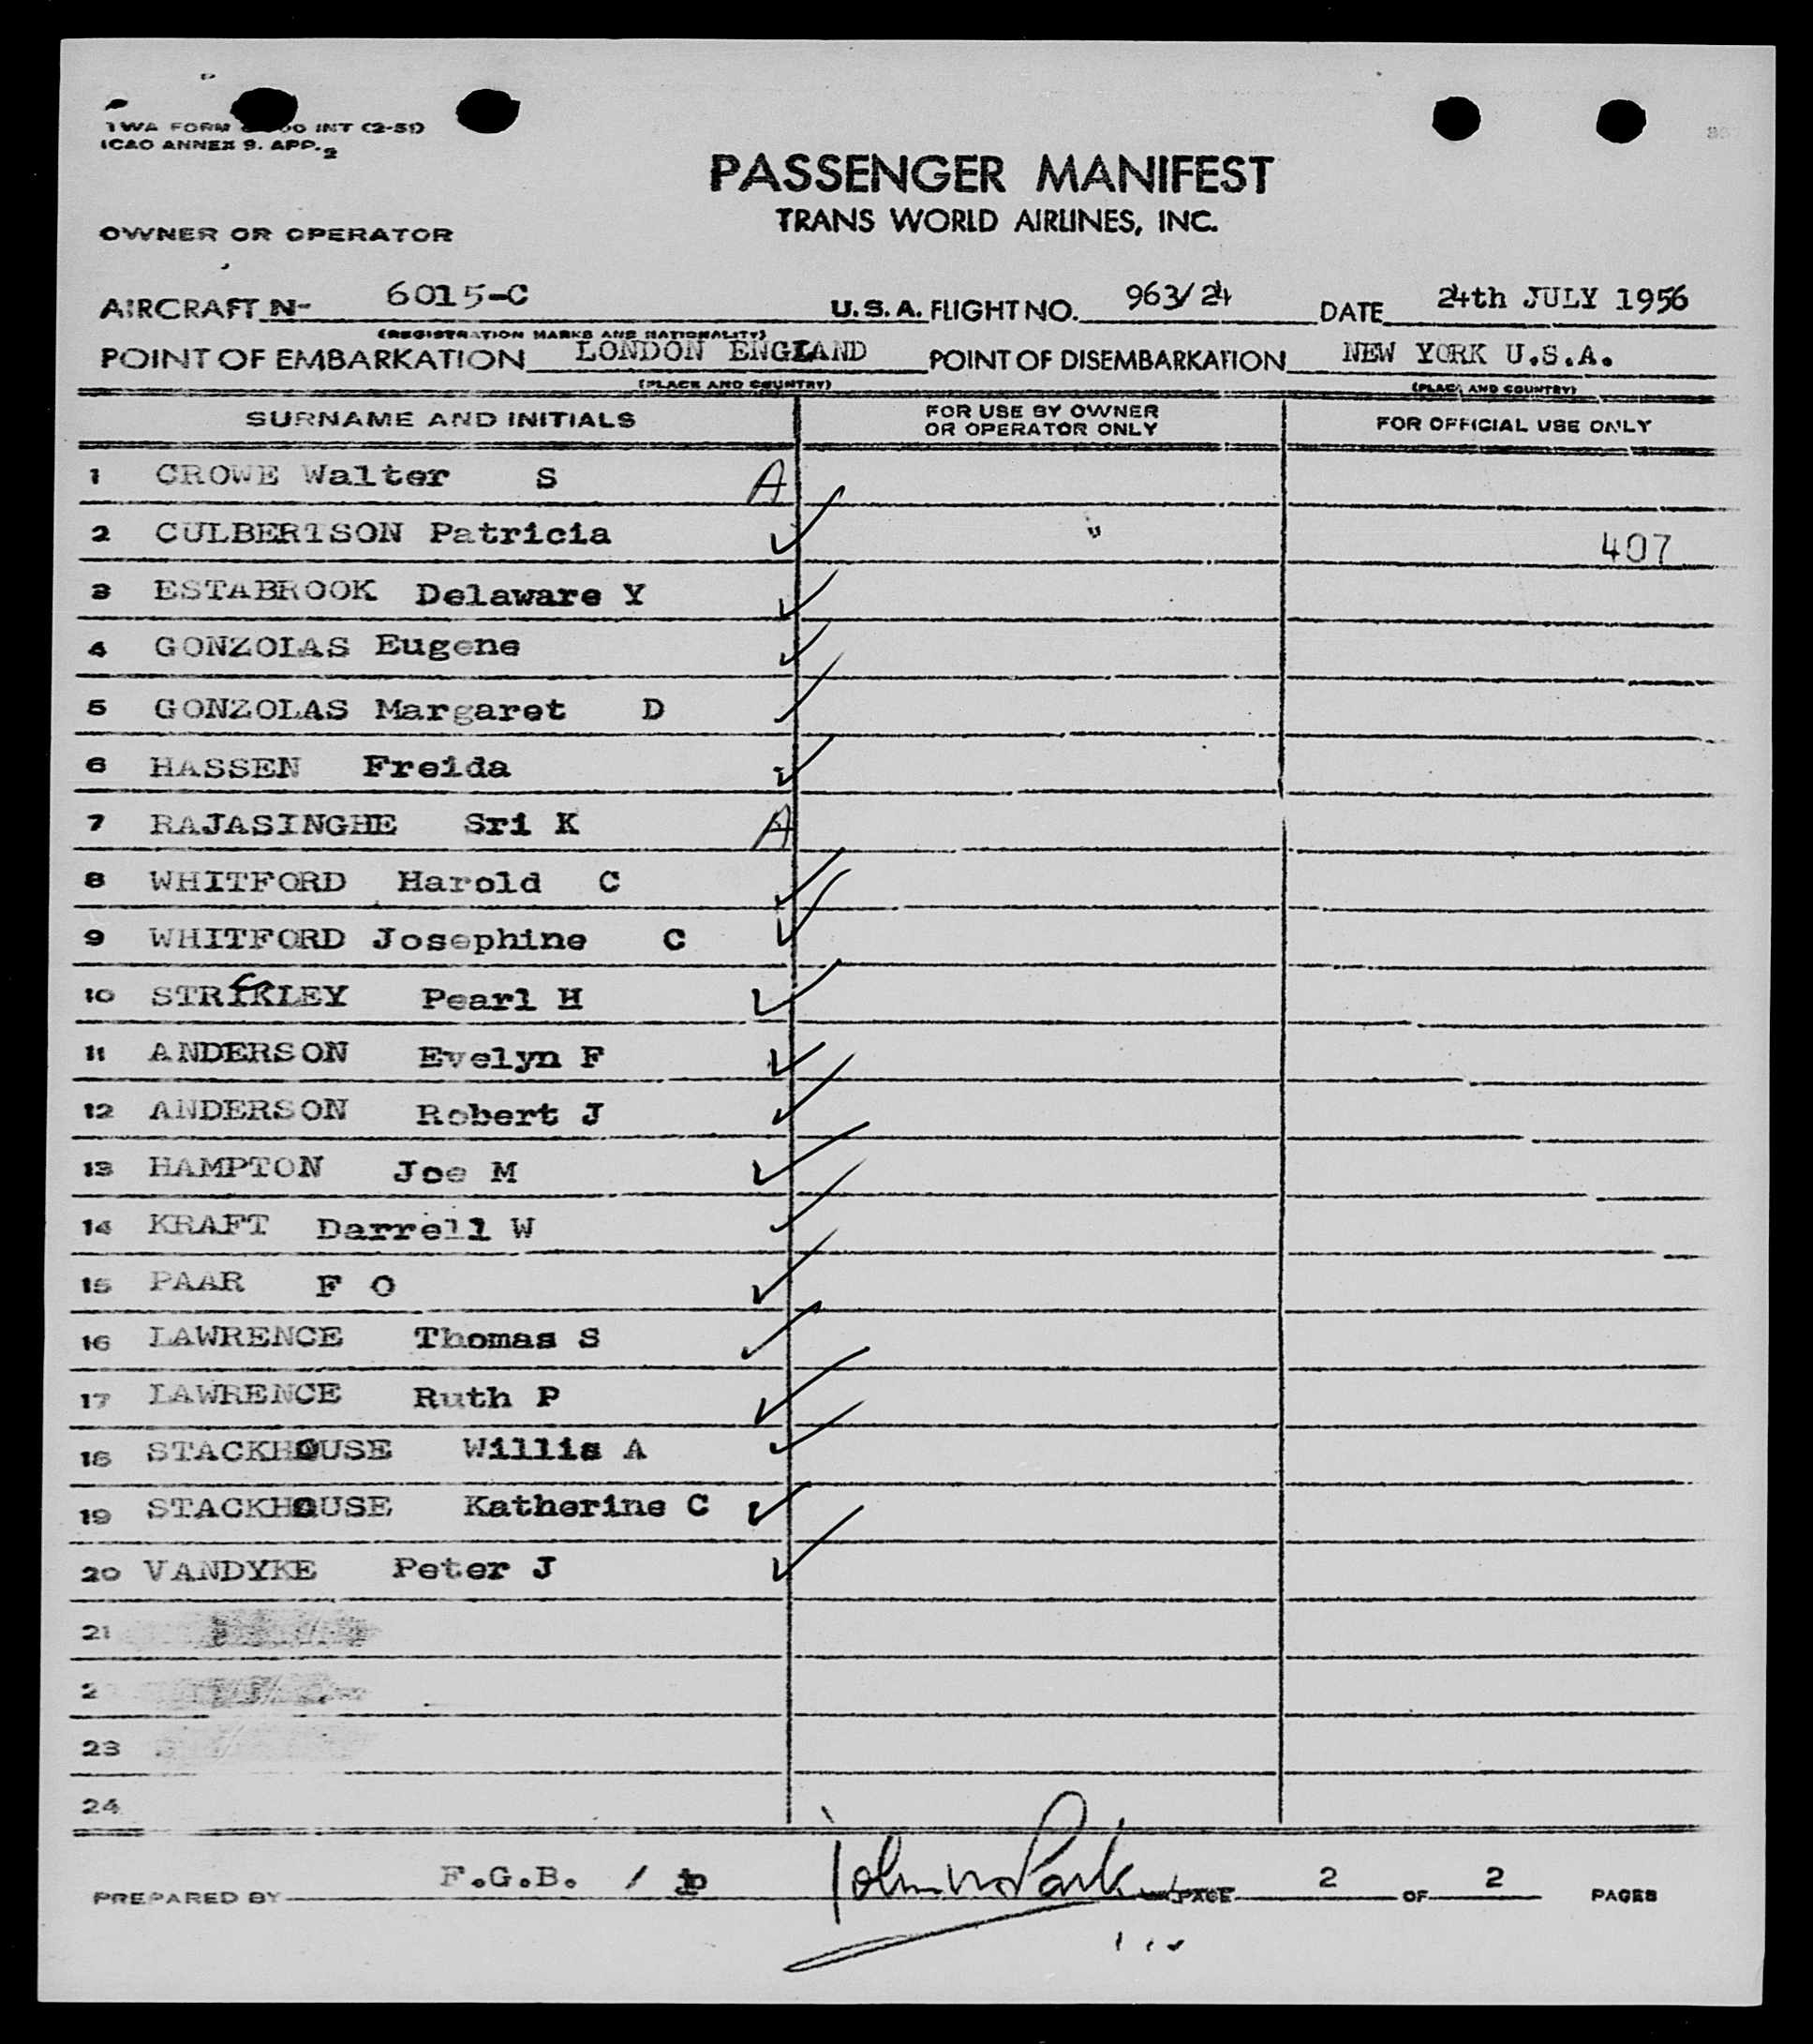 TWA FORM INT (2-51)
ICAO ANNEX 9. APP. 2
PASSENGER MANIFEST
TRANS WORLD AIRLINES, INC.
OWNER OR OPERATOR
AIRCRAFT N- 6015-C U.S.A. FLIGHT NO. 963/24 DATE 24th JULY 1956
(REGISTRATION MARKS AND NATIONALITY)
POINT OF EMBARKATION LONDON ENGLAND POINT OF DISEMBARKATION NEW YORK U.S.A.
(PLACE AND COUNTRY) (PLACE AND COUNTRY)
SURNAME AND INITIALS FOR USE BY OWNER OR OPERATOR ONLY FOR OFFICIAL USE ONLY
1 CROWE Walter S A
2 CULBERTSON Patricia ✓ " 407
3 ESTABROOK Delaware Y ✓
4 GONZOLAS Eugene ✓
5 GONZOLAS Margaret D ✓
6 HASSEN Freida ✓
7 RAJASINGHE Sri K A
8 WHITFORD Harold C ✓
9 WHITFORD Josephine C ✓
10 STRIKLEY Pearl H ✓
11 ANDERSON Evelyn F ✓
12 ANDERSON Robert J ✓
13 HAMPTON Joe M ✓
14 KRAFT Darrell W ✓
15 PAAR F O ✓
16 LAWRENCE Thomas S ✓
17 LAWRENCE Ruth P ✓
18 STACKHOUSE Willis A ✓
19 STACKHOUSE Katherine C ✓
20 VANDYKE Peter J ✓
21
2
23
24
PREPARED BY F.G.B. / jp PAGE 2 OF 2 PAGES